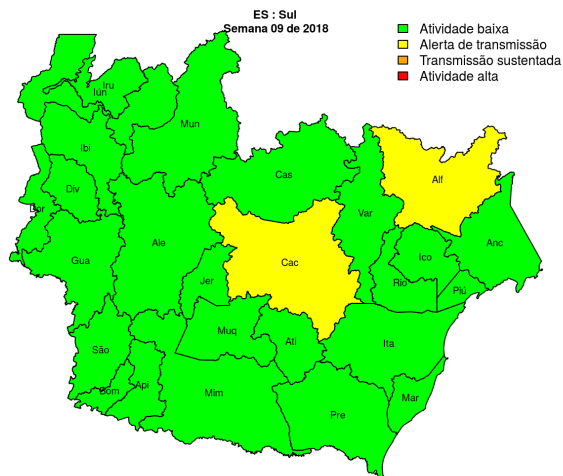 ES : Sul
Semana 09 de 2018
Atividade baixa
Alerta de transmissão
Transmissão sustentada
Atividade alta
Iru
Iún
Mun
Ibi
Cas
Alf
Div
Dor
Var
Ale
Anc
Gua
Cac
Ico
Jer
Rio
Piú
Muq
Ati
Ita
São
Bom
Api
Mim
Mar
Pre